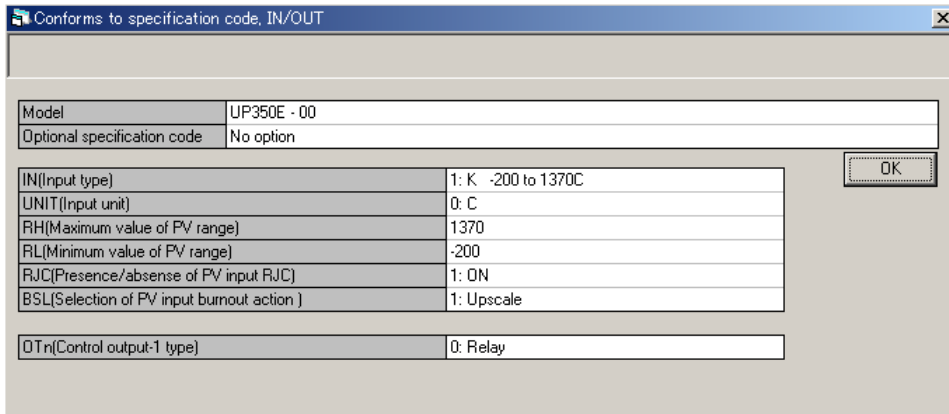 Conforms to specification code, IN/OUT
Model UP350E - 00
Optional specification code No option
OK
IN(Input type) 1: K -200 to 1370C
UNIT(Input unit) 0: C
RH(Maximum value of PV range) 1370
RL(Minimum value of PV range) -200
RJC(Presence/absense of PV input RJC) 1: ON
BSL(Selection of PV input burnout action ) 1: Upscale
OTn(Control output-1 type) 0: Relay